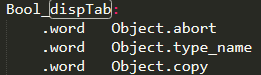 Bool_dispTab:
    .word   Object.abort
    .word   Object.type_name
    .word   Object.copy